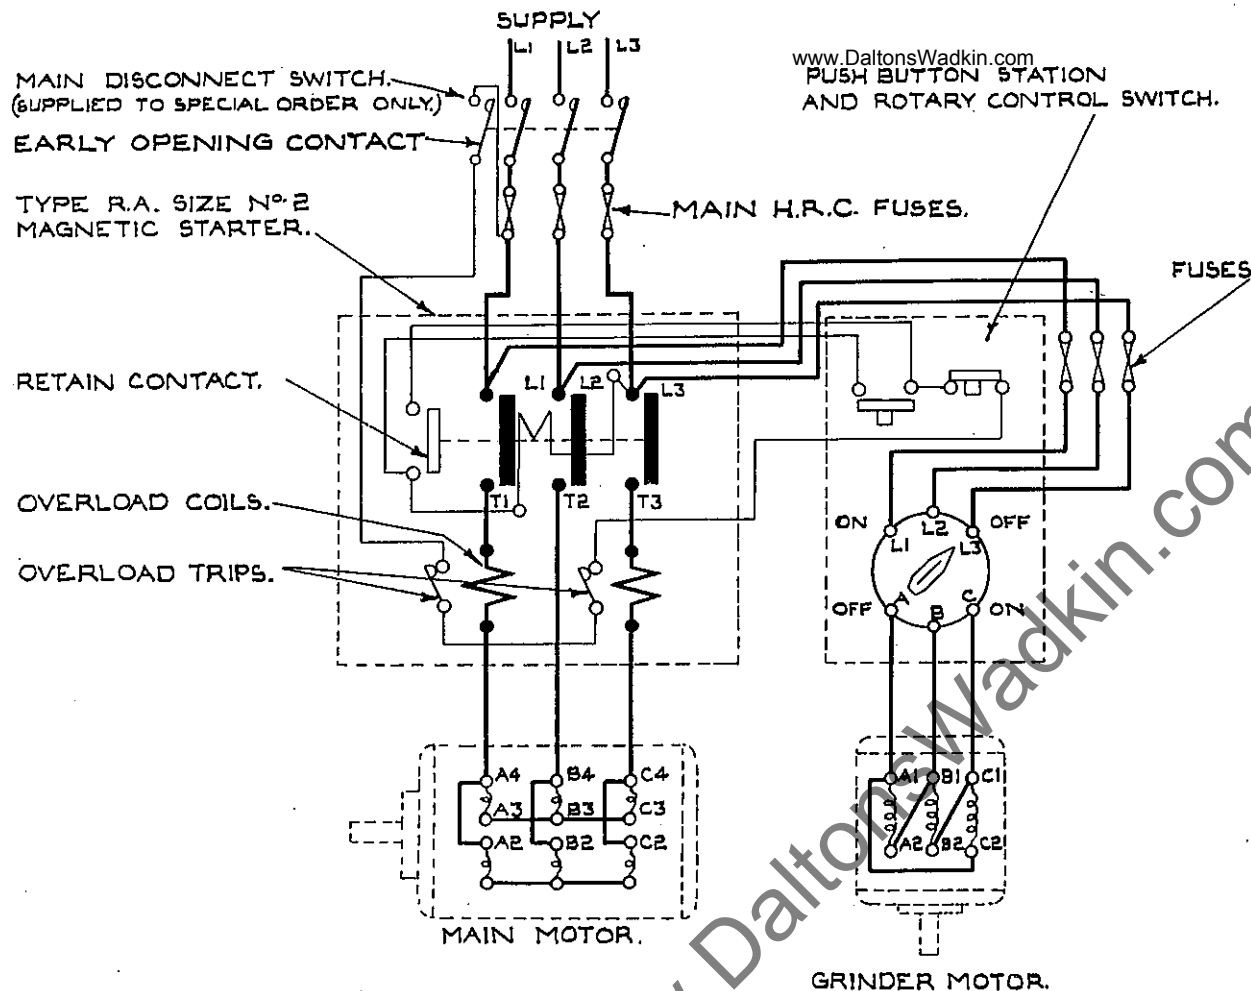 SUPPLY
L1 L2 L3
www.DaltonsWadkin.com
MAIN DISCONNECT SWITCH.
(SUPPLIED TO SPECIAL ORDER ONLY.)
PUSH BUTTON STATION
AND ROTARY CONTROL SWITCH.
EARLY OPENING CONTACT
TYPE R.A. SIZE Nº 2
MAGNETIC STARTER.
MAIN H.R.C. FUSES.
FUSES
RETAIN CONTACT.
L1 L2 L3
OVERLOAD COILS.
T1 T2 T3
ON L2 OFF
L1 L3
OVERLOAD TRIPS.
OFF A B C ON
A4 B4 C4
A3 B3 C3
A2 B2 C2
A1 B1 C1
A2 B2 C2
MAIN MOTOR.
GRINDER MOTOR.
DaltonsWadkin.com